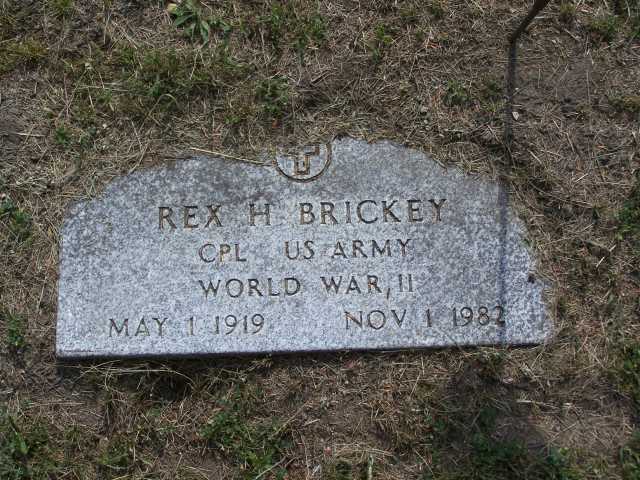 REX H BRICKEY
CPL US ARMY
WORLD WAR II
MAY 1 1919 NOV 1 1982